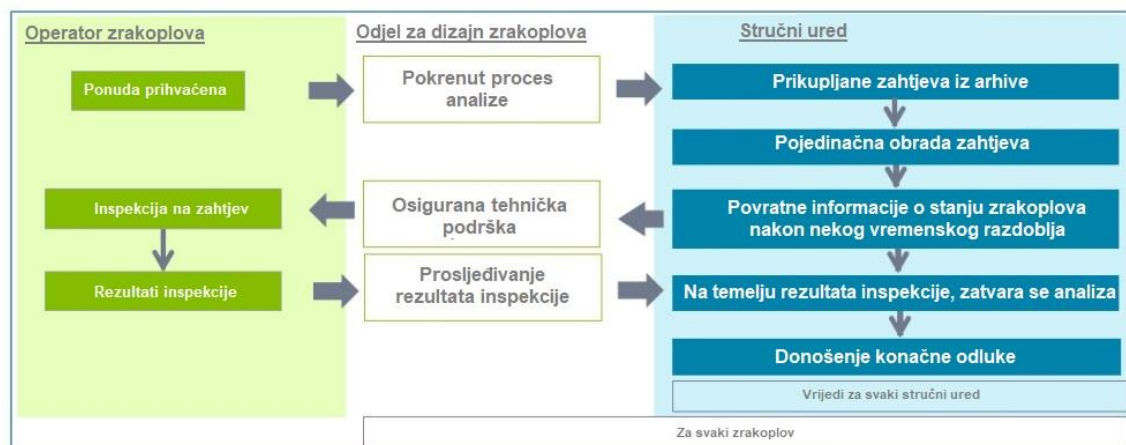 Operator zrakoplova
Odjel za dizajn zrakoplova
Stručni ured
Ponuda prihvaćena
Pokrenut proces
analize
Prikupljane zahtjeva iz arhive
Pojedinačna obrada zahtjeva
Inspekcija na zahtjev
Osigurana tehnička
podrška
Povratne informacije o stanju zrakoplova
nakon nekog vremenskog razdoblja
Rezultati inspekcije
Prosljeđivanje
rezultata inspekcije
Na temelju rezultata inspekcije, zatvara se analiza
Donošenje konačne odluke
Vrijedi za svaki stručni ured
Za svaki zrakoplov